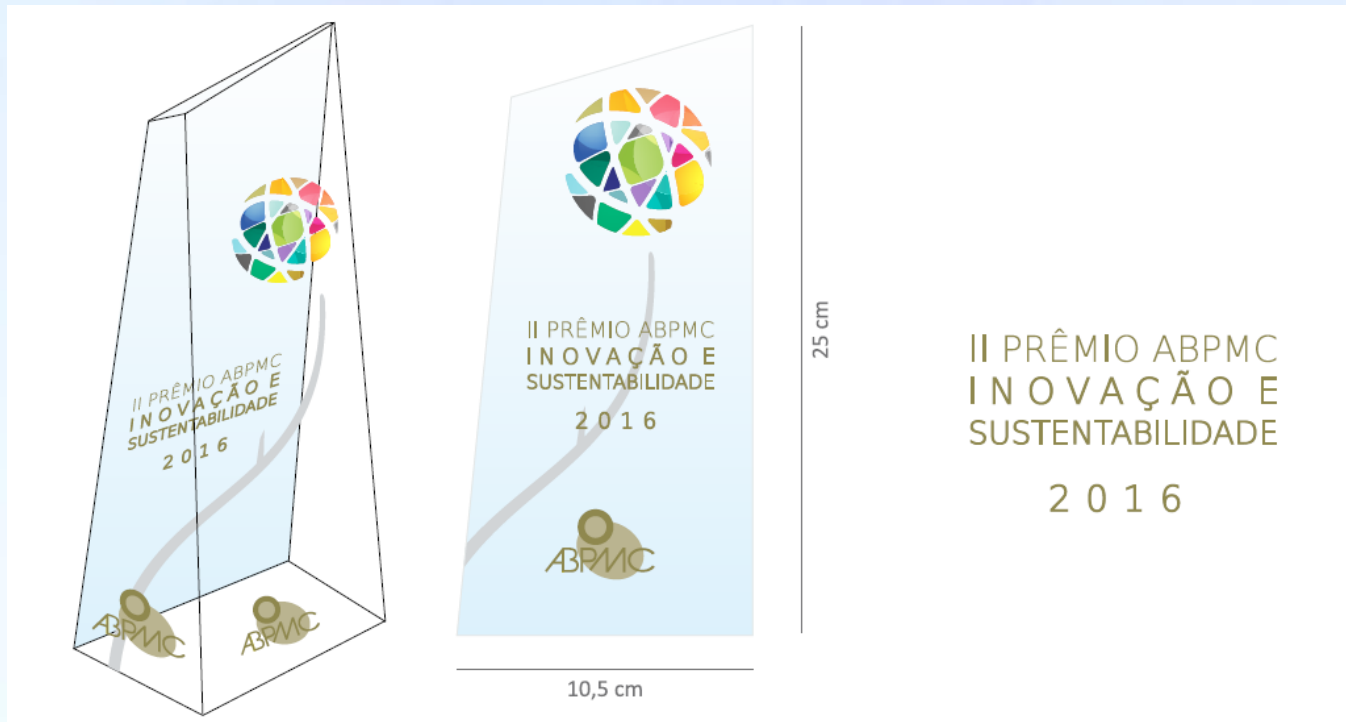 II PRÊMIO ABPMC
INOVAÇÃO E
SUSTENTABILIDADE
2016
ABPMC
ABPMC
II PRÊMIO ABPMC
INOVAÇÃO E
SUSTENTABILIDADE
2016
ABPMC
10,5 cm
25 cm
II PRÊMIO ABPMC
INOVAÇÃO E
SUSTENTABILIDADE
2016